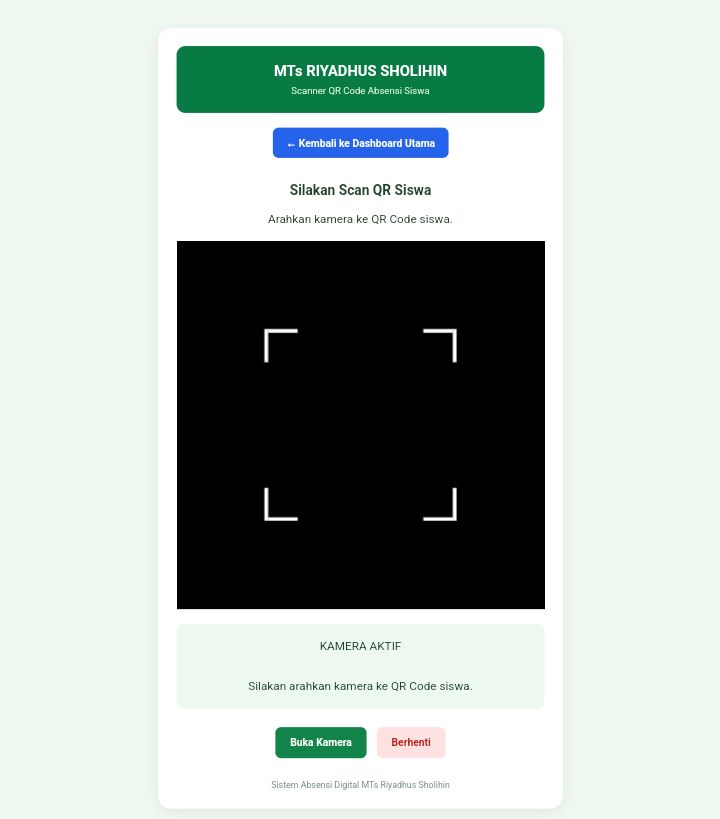 MTs RIYADHUS SHOLIHIN
Scanner QR Code Absensi Siswa
← Kembali ke Dashboard Utama
Silakan Scan QR Siswa
Arahkan kamera ke QR Code siswa.
KAMERA AKTIF
Silakan arahkan kamera ke QR Code siswa.
Buka Kamera
Berhenti
Sistem Absensi Digital MTs Riyadhus Sholihin